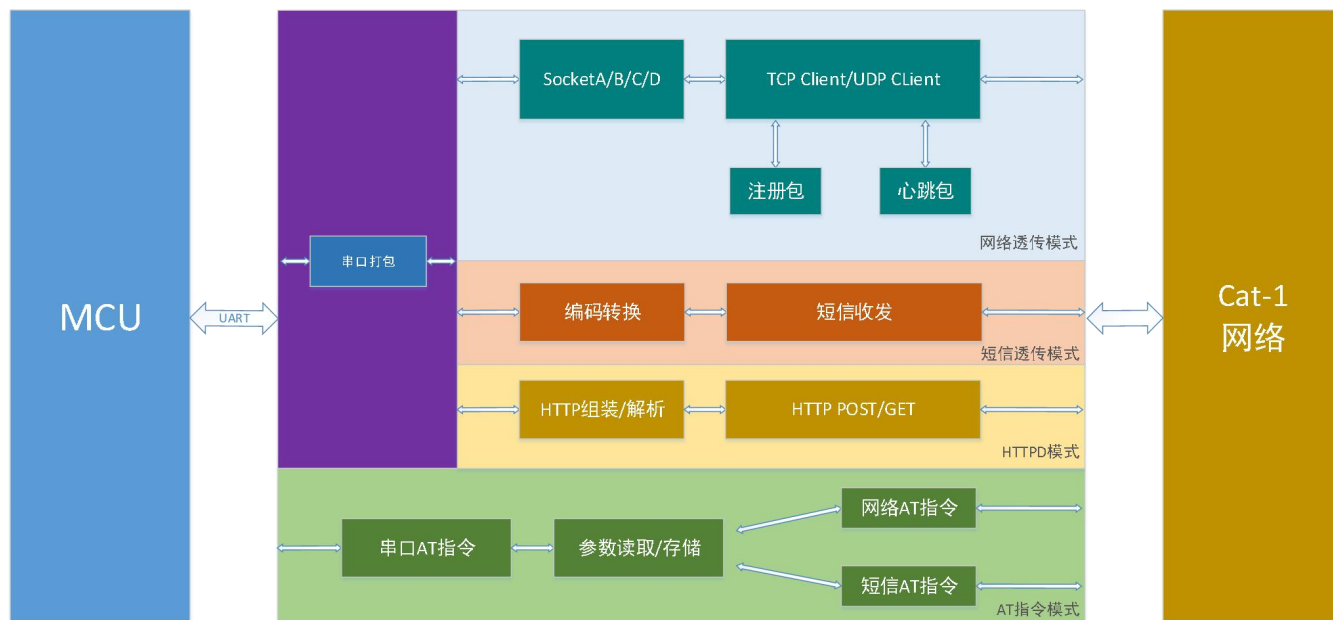 MCU
UART
串口打包
SocketA/B/C/D
TCP Client/UDP CLient
注册包
心跳包
网络透传模式
编码转换
短信收发
短信透传模式
HTTP组装/解析
HTTP POST/GET
HTTPD模式
串口AT指令
参数读取/存储
网络AT指令
短信AT指令
AT指令模式
Cat-1
网络